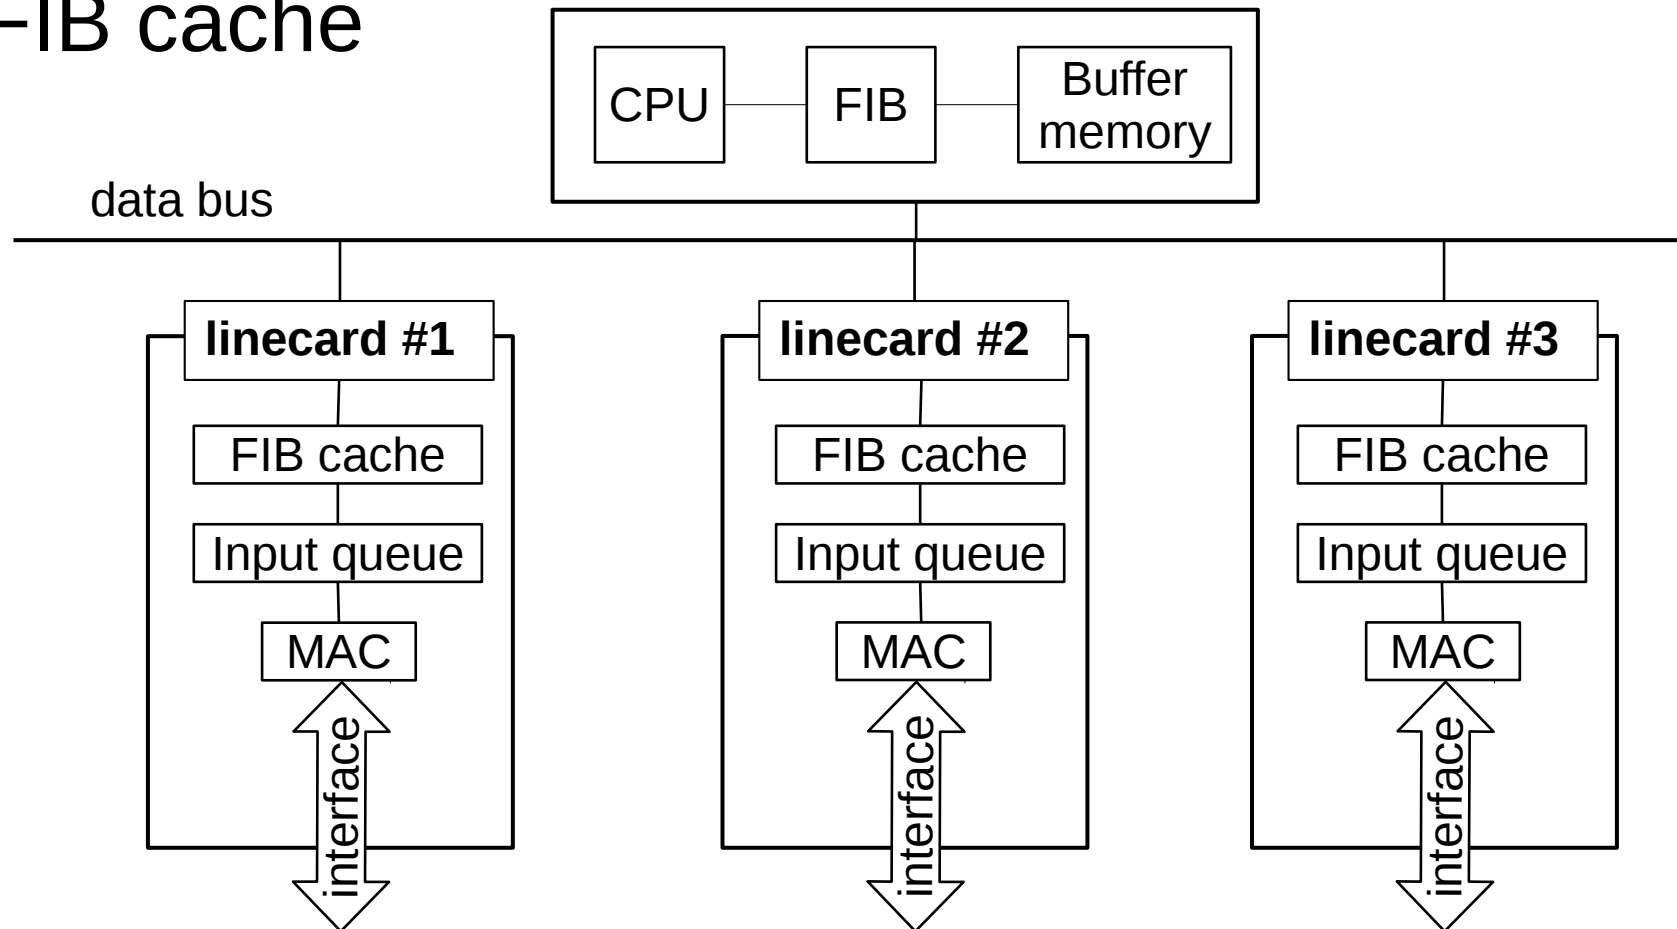 FIB cache
CPU
FIB
Buffer
memory
data bus
linecard #1
linecard #2
linecard #3
FIB cache
FIB cache
FIB cache
Input queue
Input queue
Input queue
MAC
MAC
MAC
interface
interface
interface